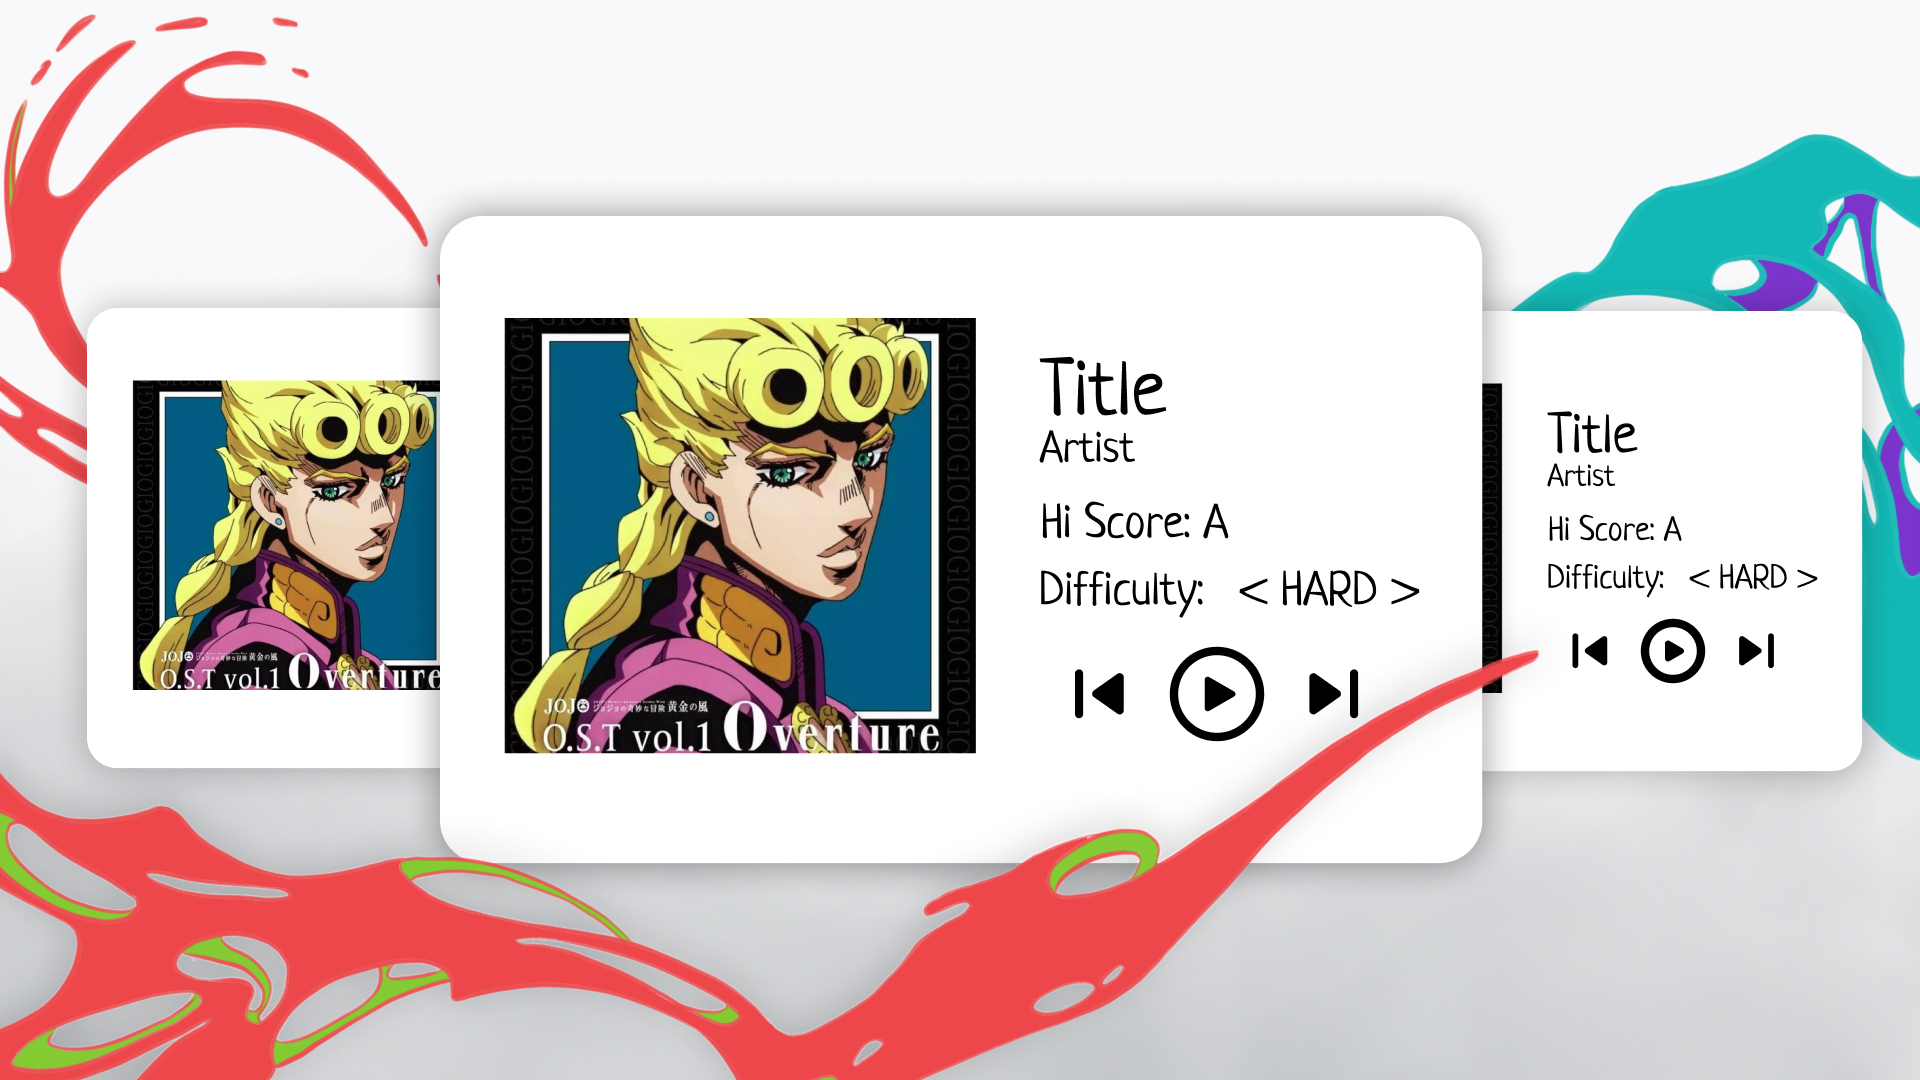 JOJO ジョジョの奇妙な冒険 黄金の風
O.S.T vol.1 Overture
GIOGIOGIOGIOGIO
JOJO ジョジョの奇妙な冒険 黄金の風
O.S.T vol.1 Overture
GIOGIOGIOGIOGIO
Title
Artist
Hi Score: A
Difficulty: < HARD >
Title
Artist
Hi Score: A
Difficulty: < HARD >